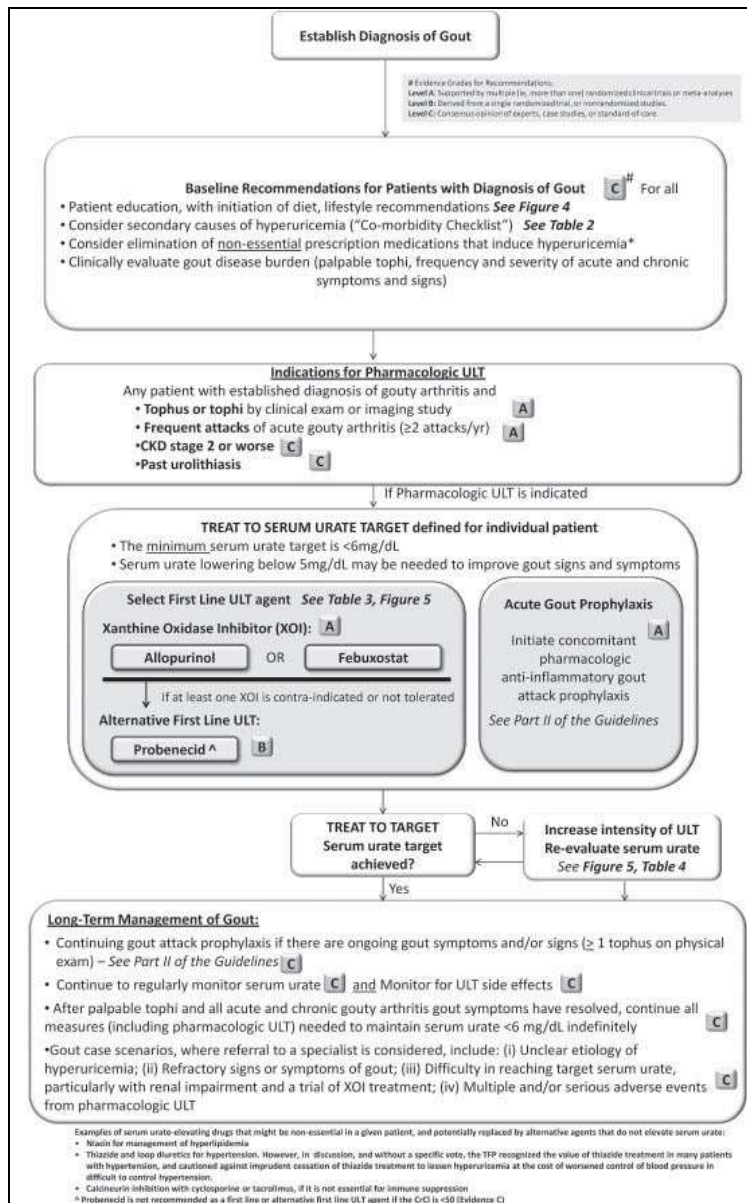 Establish Diagnosis of Gout
# Evidence Grades for Recommendations:
Level A: Supported by multiple (ie, more than one) randomized clinical trials or meta-analyses
Level B: Derived from a single randomized trial, or nonrandomized studies.
Level C: Consensus opinion of experts, case studies, or standard-of-care.
Baseline Recommendations for Patients with Diagnosis of Gout C# For all
• Patient education, with initiation of diet, lifestyle recommendations See Figure 4
• Consider secondary causes of hyperuricemia (“Co-morbidity Checklist”) See Table 2
• Consider elimination of non-essential prescription medications that induce hyperuricemia*
• Clinically evaluate gout disease burden (palpable tophi, frequency and severity of acute and chronic
symptoms and signs)
Indications for Pharmacologic ULT
Any patient with established diagnosis of gouty arthritis and
• Tophus or tophi by clinical exam or imaging study A
• Frequent attacks of acute gouty arthritis (≥2 attacks/yr) A
•CKD stage 2 or worse C
•Past urolithiasis C
If Pharmacologic ULT is indicated
TREAT TO SERUM URATE TARGET defined for individual patient
• The minimum serum urate target is <6mg/dL
• Serum urate lowering below 5mg/dL may be needed to improve gout signs and symptoms
Select First Line ULT agent See Table 3, Figure 5
Xanthine Oxidase Inhibitor (XOI): A
Allopurinol OR Febuxostat
If at least one XOI is contra-indicated or not tolerated
Alternative First Line ULT:
Probenecid ^ B
Acute Gout Prophylaxis
A
Initiate concomitant
pharmacologic
anti-inflammatory gout
attack prophylaxis
See Part II of the Guidelines
TREAT TO TARGET
Serum urate target
achieved?
No
Increase intensity of ULT
Re-evaluate serum urate
See Figure 5, Table 4
Yes
Long-Term Management of Gout:
• Continuing gout attack prophylaxis if there are ongoing gout symptoms and/or signs (≥ 1 tophus on physical
exam) – See Part II of the Guidelines C
• Continue to regularly monitor serum urate C and Monitor for ULT side effects C
• After palpable tophi and all acute and chronic gouty arthritis gout symptoms have resolved, continue all
measures (including pharmacologic ULT) needed to maintain serum urate <6 mg/dL indefinitely C
•Gout case scenarios, where referral to a specialist is considered, include: (i) Unclear etiology of
hyperuricemia; (ii) Refractory signs or symptoms of gout; (iii) Difficulty in reaching target serum urate,
particularly with renal impairment and a trial of XOI treatment; (iv) Multiple and/or serious adverse events C
from pharmacologic ULT
Examples of serum urate-elevating drugs that might be non-essential in a given patient, and potentially replaced by alternative agents that do not elevate serum urate:
• Niacin for management of hyperlipidemia
• Thiazide and loop diuretics for hypertension. However, in discussion, and without a specific vote, the TFP recognized the value of thiazide treatment in many patients
with hypertension, and cautioned against imprudent cessation of thiazide treatment to lessen hyperuricemia at the cost of worsened control of blood pressure in
difficult to control hypertension.
• Calcineurin inhibition with cyclosporine or tacrolimus, if it is not essential for immune suppression
^ Probenecid is not recommended as a first line or alternative first line ULT agent if the CrCl is <50 (Evidence C)